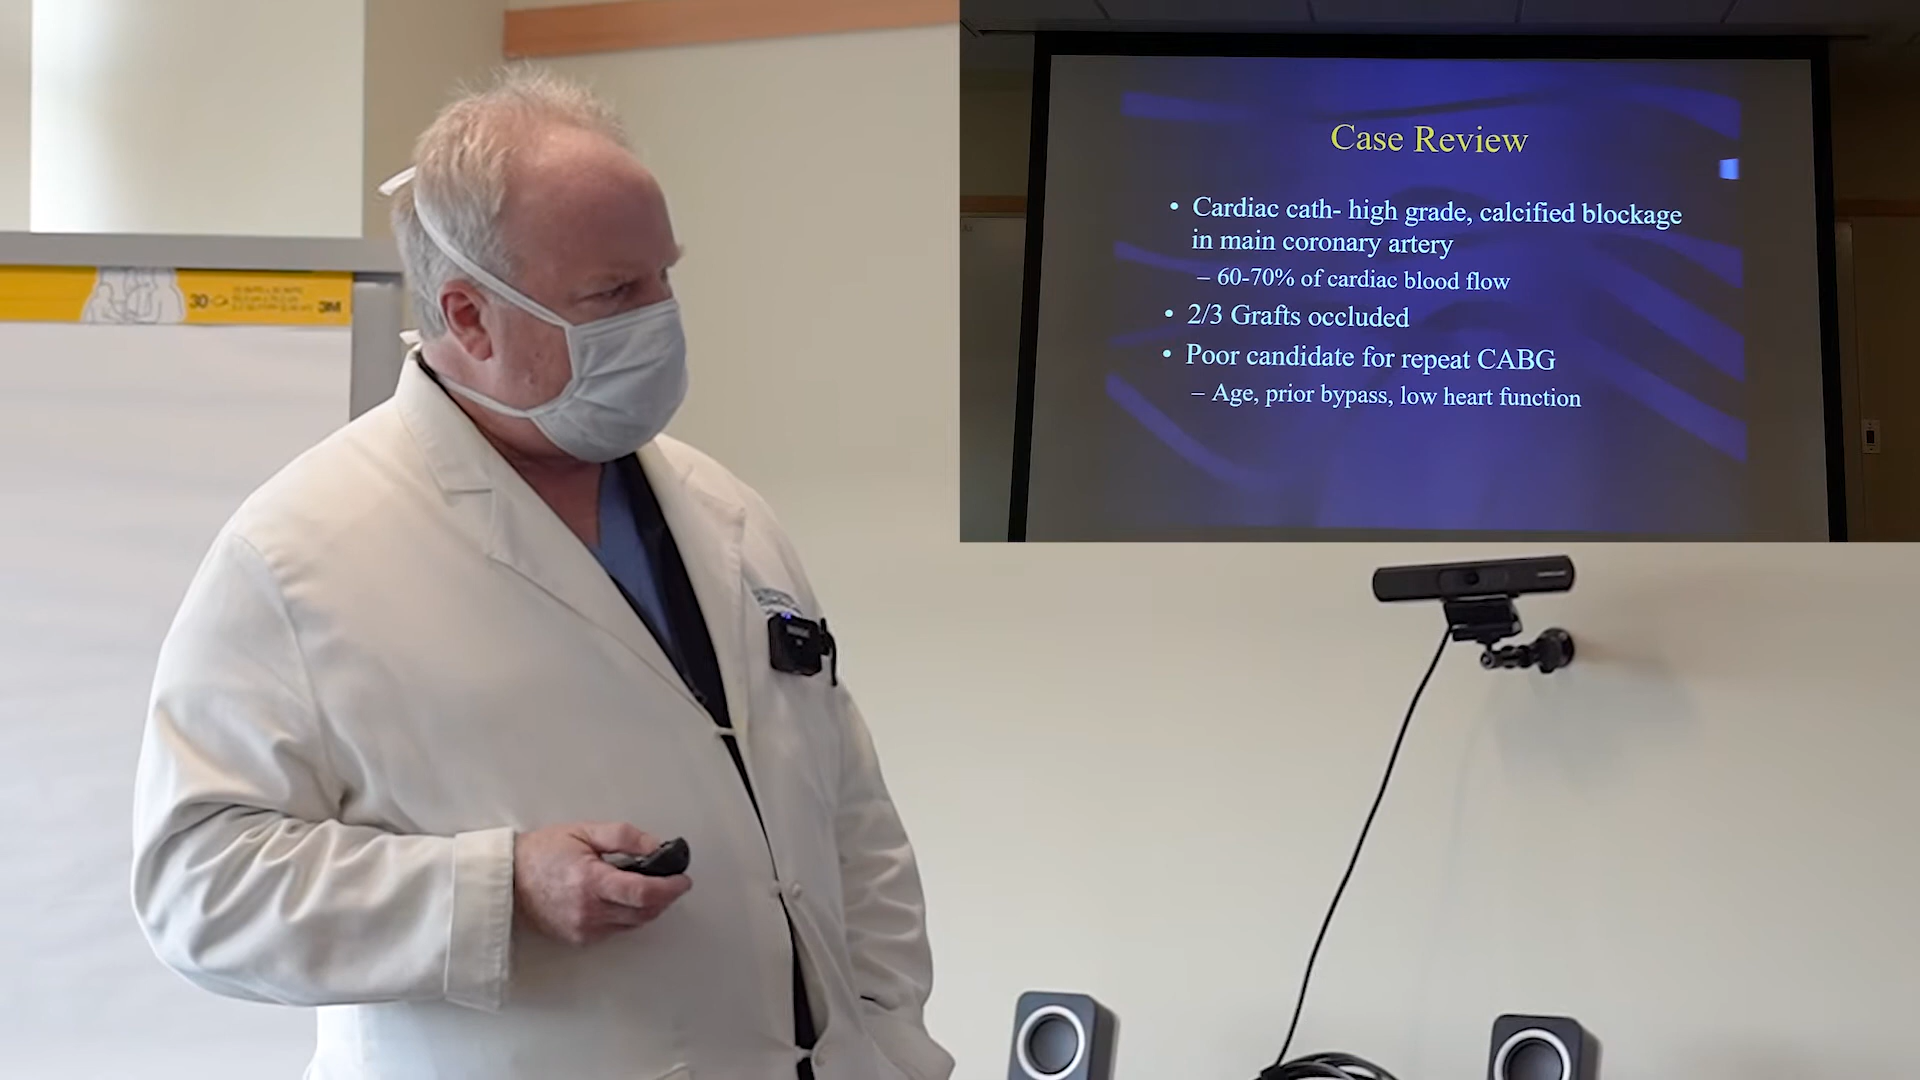 Case Review
• Cardiac cath- high grade, calcified blockage
in main coronary artery
– 60-70% of cardiac blood flow
• 2/3 Grafts occluded
• Poor candidate for repeat CABG
– Age, prior bypass, low heart function
30
3M